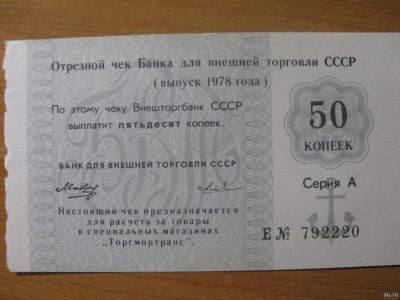 Отрезной чек Банка для внешней торговли СССР
(выпуск 1978 года)
По этому чеку Внешторгбанк СССР
выплатит пятьдесят копеек.
50
КОПЕЕК
БАНК ДЛЯ ВНЕШНЕЙ ТОРГОВЛИ СССР
Серия А
Настоящий чек предназначается
для расчета за товары
в специальных магазинах
„Торгмортранс".
Е № 792220
au.ru